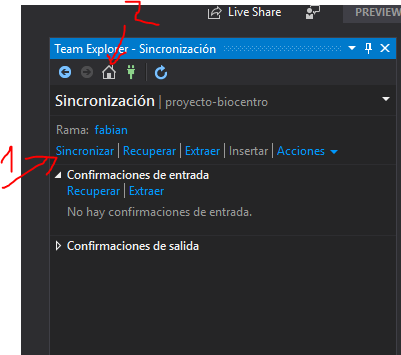 2
Live Share
PREVIEW
Team Explorer - Sincronización
Sincronización | proyecto-biocentro
Rama: fabian
1
Sincronizar | Recuperar | Extraer | Insertar | Acciones
Confirmaciones de entrada
Recuperar | Extraer
No hay confirmaciones de entrada.
Confirmaciones de salida